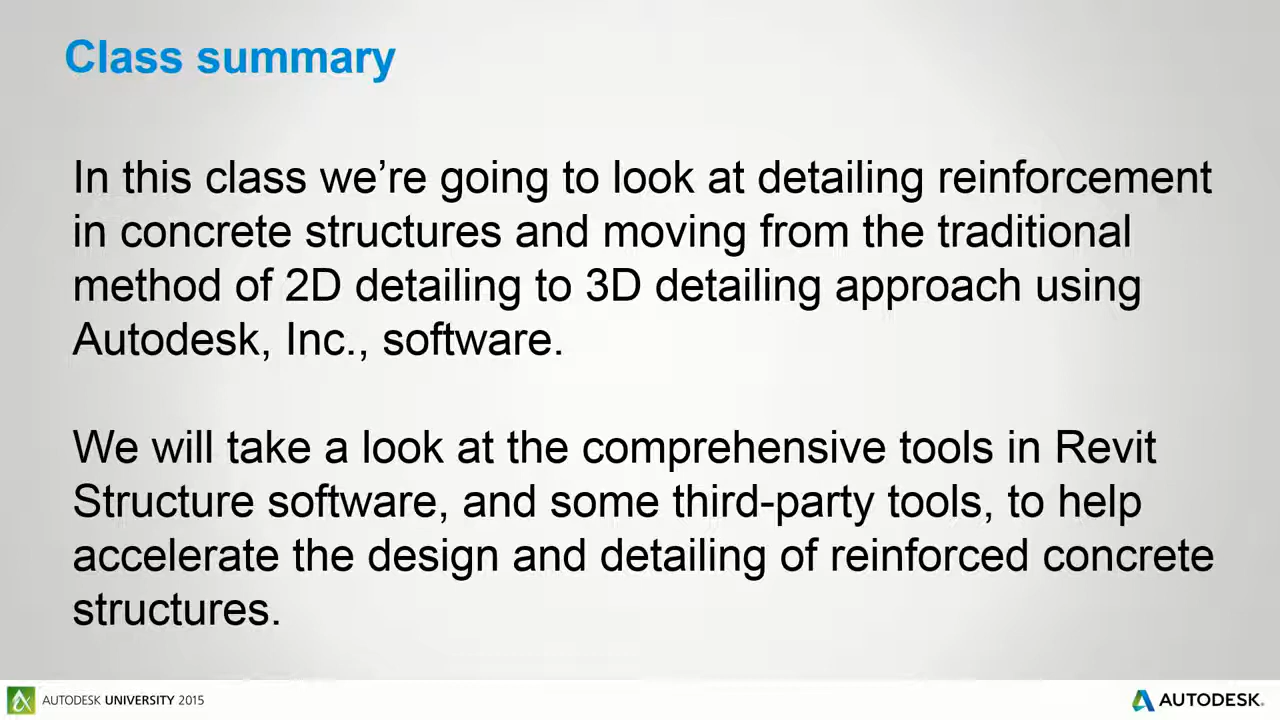 Class summary
In this class we’re going to look at detailing reinforcement
in concrete structures and moving from the traditional
method of 2D detailing to 3D detailing approach using
Autodesk, Inc., software.
We will take a look at the comprehensive tools in Revit
Structure software, and some third-party tools, to help
accelerate the design and detailing of reinforced concrete
structures.
AUTODESK UNIVERSITY 2015
AUTODESK.